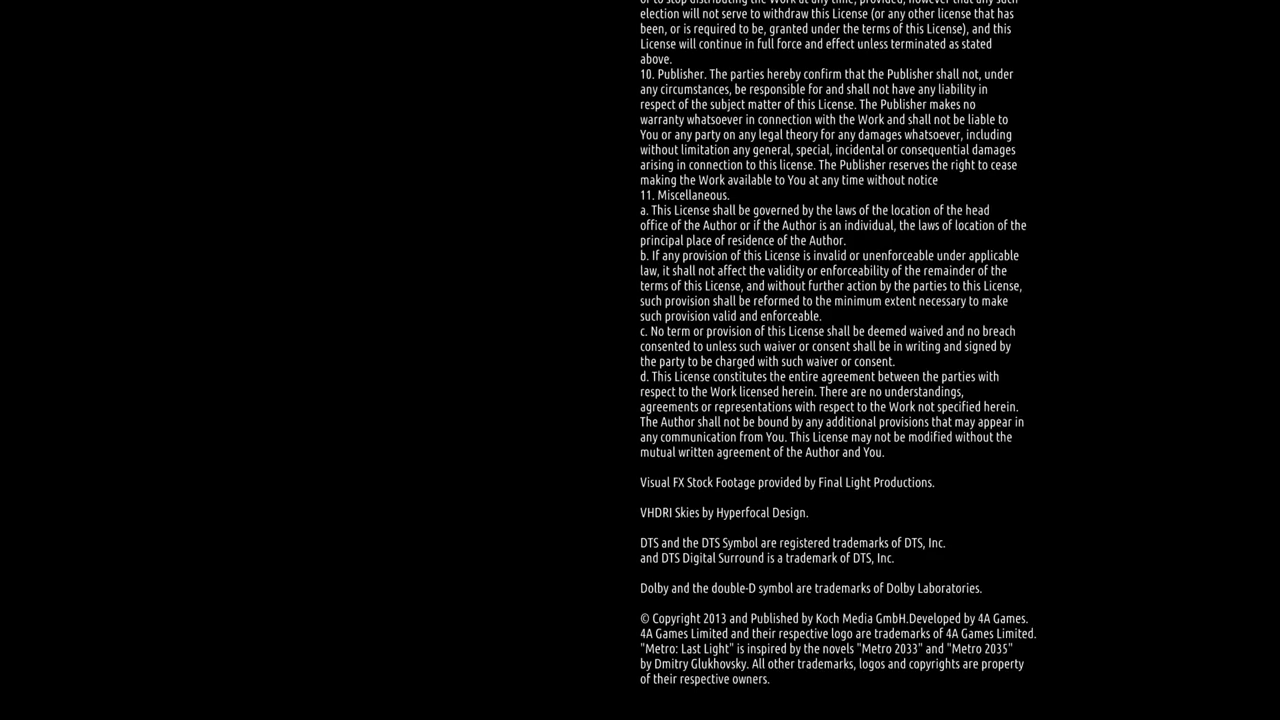 or to stop distributing the Work at any time; provided, however that any such
election will not serve to withdraw this License (or any other license that has
been, or is required to be, granted under the terms of this License), and this
License will continue in full force and effect unless terminated as stated
above.
10. Publisher. The parties hereby confirm that the Publisher shall not, under
any circumstances, be responsible for and shall not have any liability in
respect of the subject matter of this License. The Publisher makes no
warranty whatsoever in connection with the Work and shall not be liable to
You or any party on any legal theory for any damages whatsoever, including
without limitation any general, special, incidental or consequential damages
arising in connection to this license. The Publisher reserves the right to cease
making the Work available to You at any time without notice
11. Miscellaneous.
a. This License shall be governed by the laws of the location of the head
office of the Author or if the Author is an individual, the laws of location of the
principal place of residence of the Author.
b. If any provision of this License is invalid or unenforceable under applicable
law, it shall not affect the validity or enforceability of the remainder of the
terms of this License, and without further action by the parties to this License,
such provision shall be reformed to the minimum extent necessary to make
such provision valid and enforceable.
c. No term or provision of this License shall be deemed waived and no breach
consented to unless such waiver or consent shall be in writing and signed by
the party to be charged with such waiver or consent.
d. This License constitutes the entire agreement between the parties with
respect to the Work licensed herein. There are no understandings,
agreements or representations with respect to the Work not specified herein.
The Author shall not be bound by any additional provisions that may appear in
any communication from You. This License may not be modified without the
mutual written agreement of the Author and You.
Visual FX Stock Footage provided by Final Light Productions.
VHDRI Skies by Hyperfocal Design.
DTS and the DTS Symbol are registered trademarks of DTS, Inc.
and DTS Digital Surround is a trademark of DTS, Inc.
Dolby and the double-D symbol are trademarks of Dolby Laboratories.
© Copyright 2013 and Published by Koch Media GmbH.Developed by 4A Games.
4A Games Limited and their respective logo are trademarks of 4A Games Limited.
"Metro: Last Light" is inspired by the novels "Metro 2033" and "Metro 2035"
by Dmitry Glukhovsky. All other trademarks, logos and copyrights are property
of their respective owners.